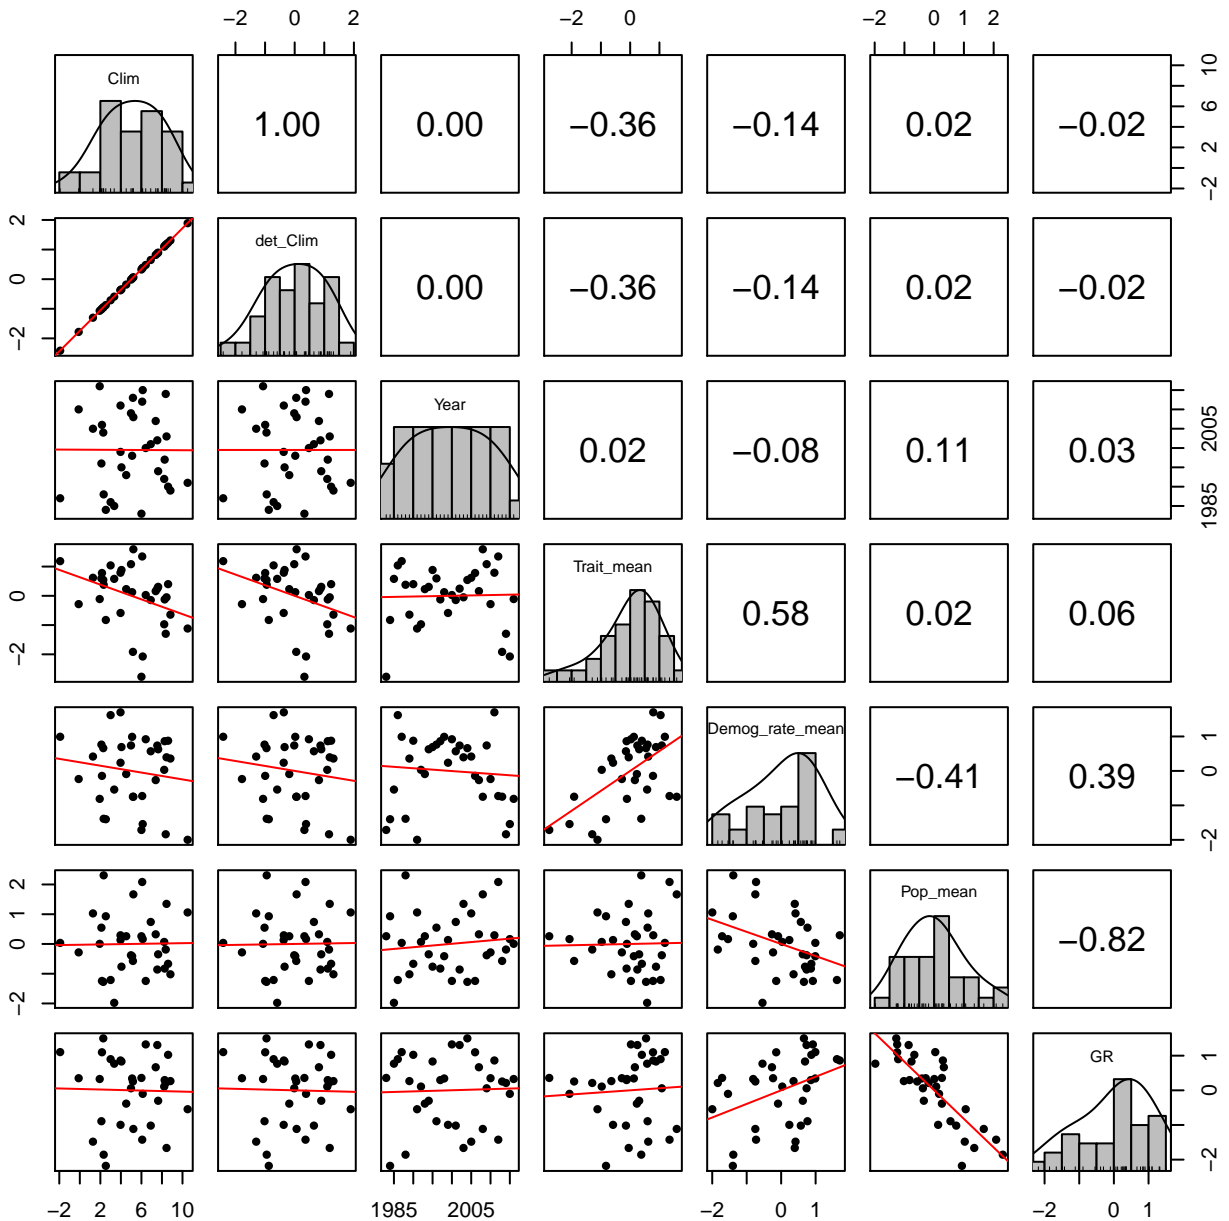 −2 0 2 −2 0 −2 0 1 2
Clim 1.00 0.00 −0.36 −0.14 0.02 −0.02 −2 2 6 10
−2 0 2 det_Clim 0.00 −0.36 −0.14 0.02 −0.02
Year 0.02 −0.08 0.11 0.03 1985 2005
−2 0 Trait_mean 0.58 0.02 0.06
Demog_rate_mean −0.41 0.39 −2 0 1
−2 0 1 2 Pop_mean −0.82
GR −2 0 1
−2 2 6 10 1985 2005 −2 0 1 0 1